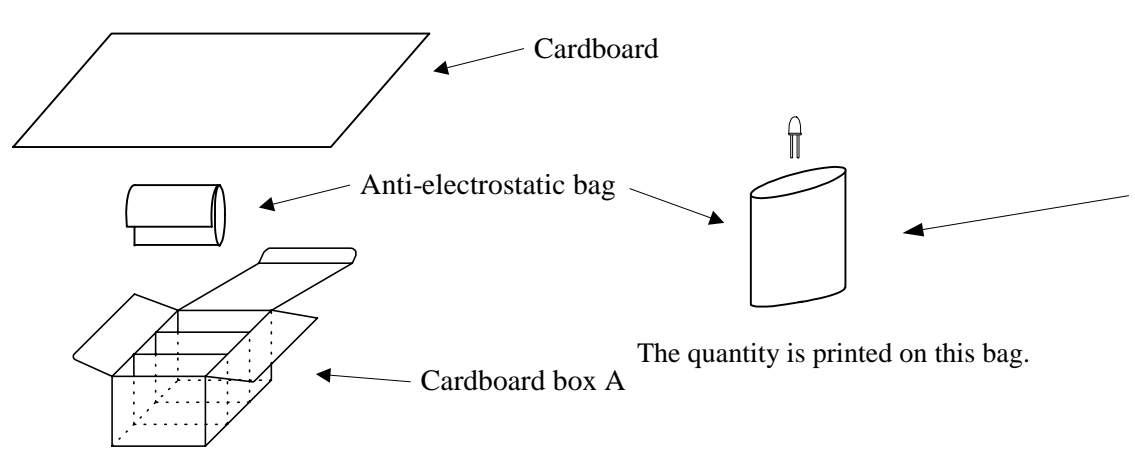 Cardboard
Anti-electrostatic bag
The quantity is printed on this bag.
Cardboard box A